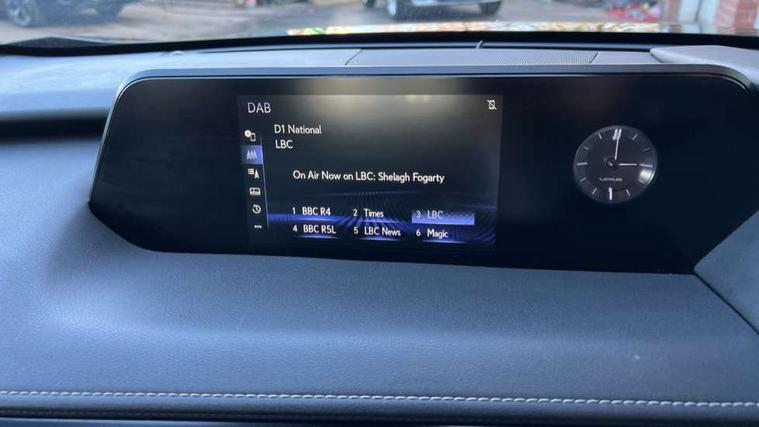 DAB
D1 National
LBC
On Air Now on LBC: Shelagh Fogarty
1 BBC R4 2 Times 3 LBC
4 BBC R5L 5 LBC News 6 Magic
LEXUS